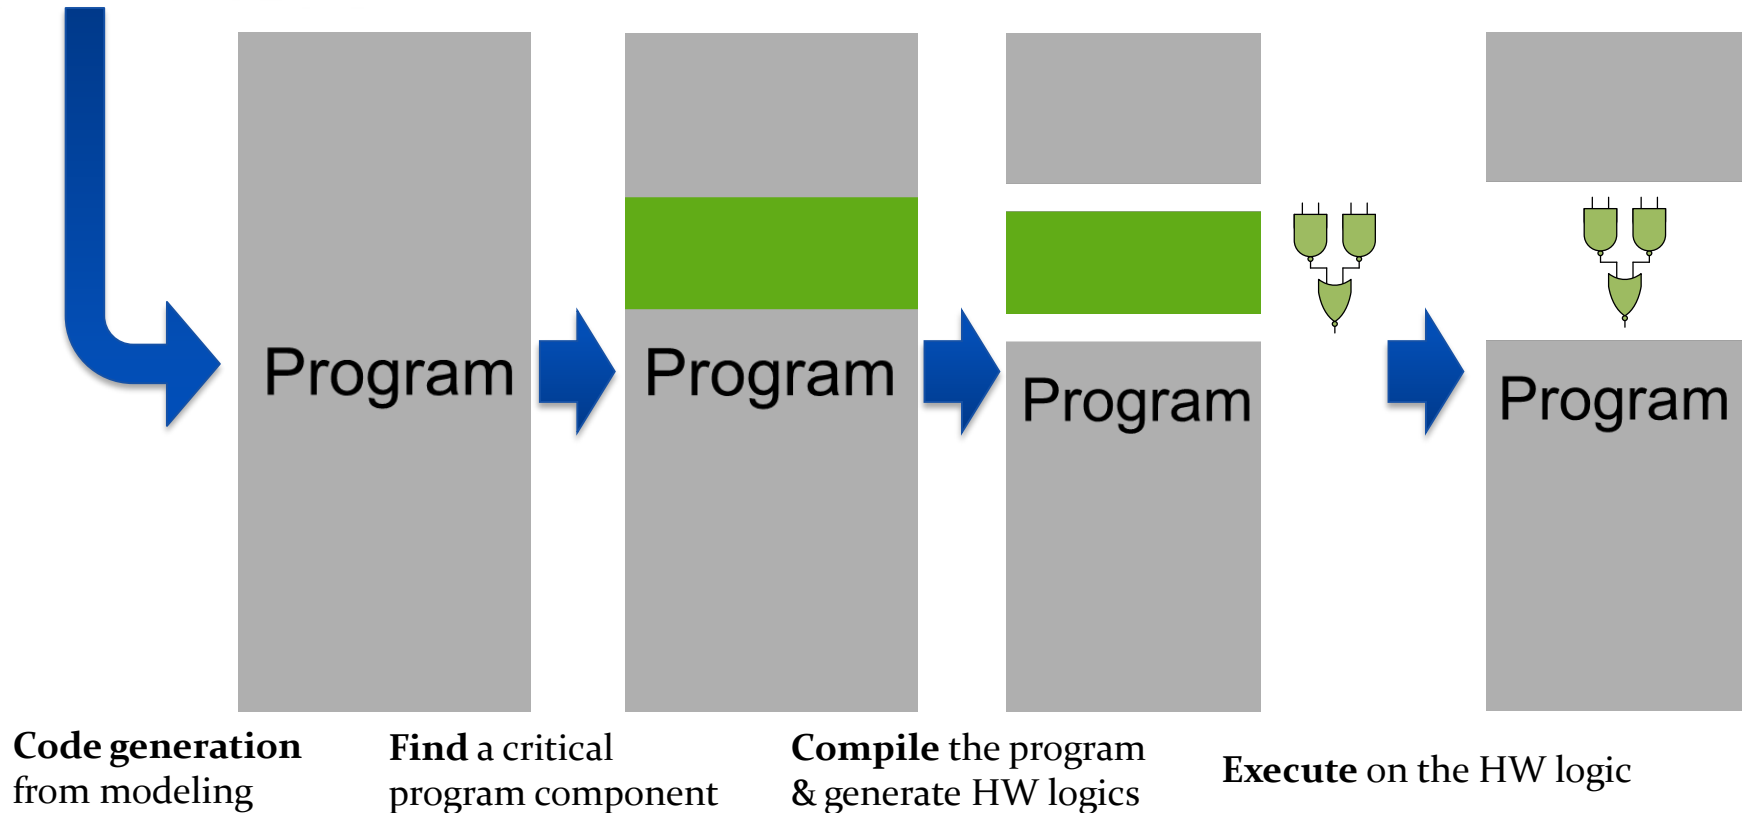 Program
Program
Program
Program
Code generation
from modeling
Find a critical
program component
Compile the program
& generate HW logics
Execute on the HW logic